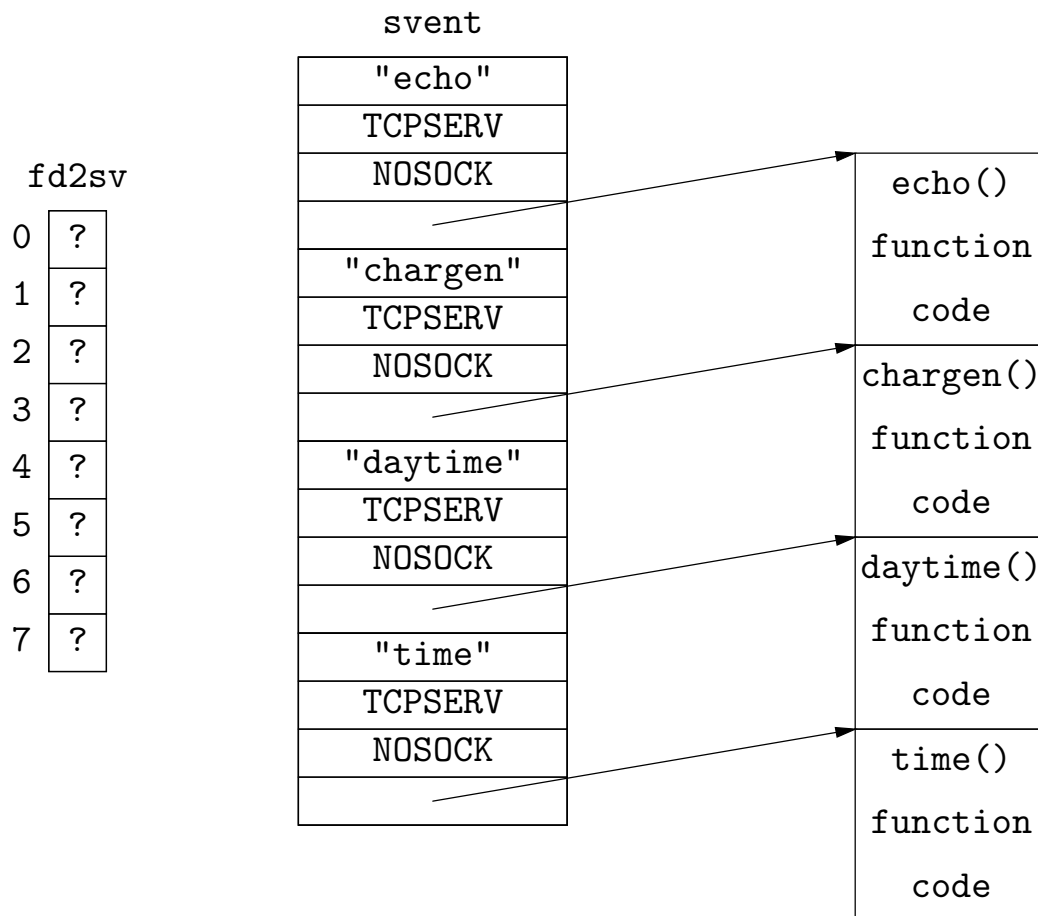 svent
fd2sv
0 ?
1 ?
2 ?
3 ?
4 ?
5 ?
6 ?
7 ?
"echo"
TCPSERV
NOSOCK
"chargen"
TCPSERV
NOSOCK
"daytime"
TCPSERV
NOSOCK
"time"
TCPSERV
NOSOCK
echo()
function
code
chargen()
function
code
daytime()
function
code
time()
function
code